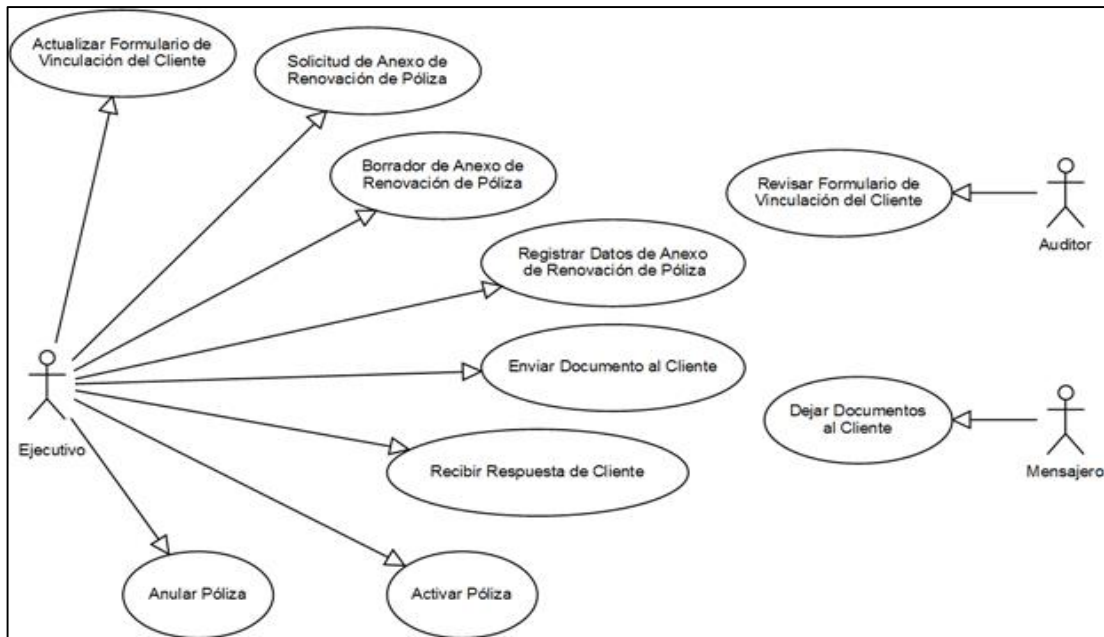 Actualizar Formulario de
Vinculación del Cliente
Solicitud de Anexo de
Renovación de Póliza
Borrador de Anexo de
Renovación de Póliza
Revisar Formulario de
Vinculación del Cliente
Auditor
Registrar Datos de Anexo
de Renovación de Póliza
Enviar Documento al Cliente
Ejecutivo
Dejar Documentos
al Cliente
Mensajero
Recibir Respuesta de Cliente
Anular Póliza
Activar Póliza